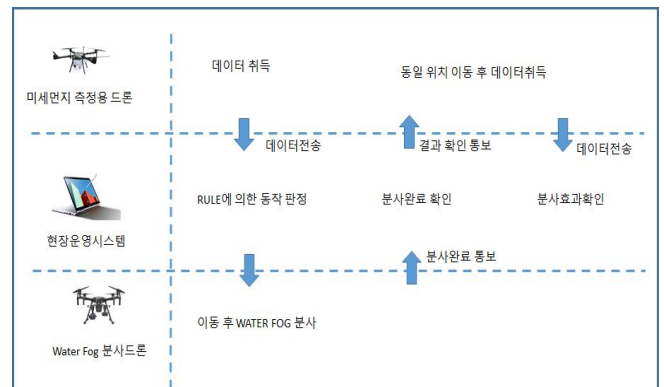 데이터 취득
동일 위치 이동 후 데이터취득
미세먼지 측정용 드론
데이터전송
결과 확인 통보
데이터전송
RULE에 의한 동작 판정
분사완료 확인
분사효과확인
현장운영시스템
분사완료 통보
이동 후 WATER FOG 분사
Water Fog 분사드론